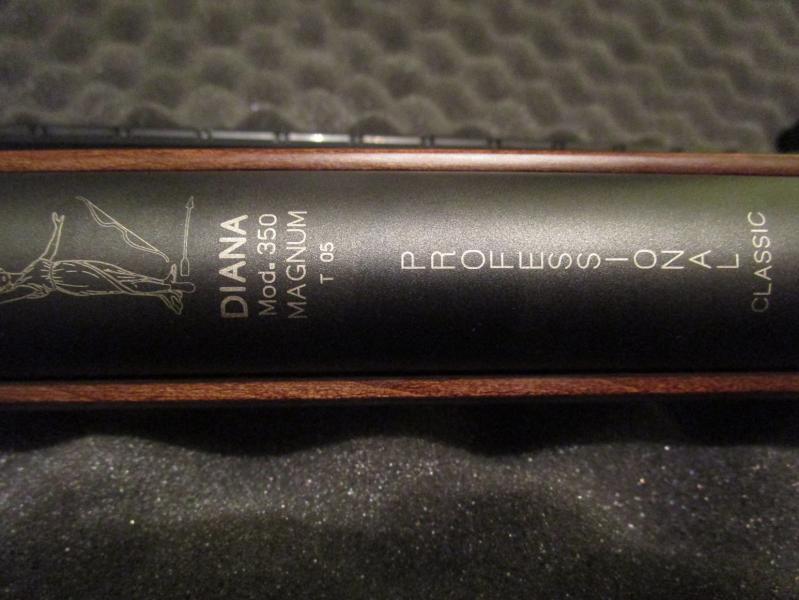 DIANA
Mod. 350
MAGNUM
T 05
PROFESSIONAL
CLASSIC